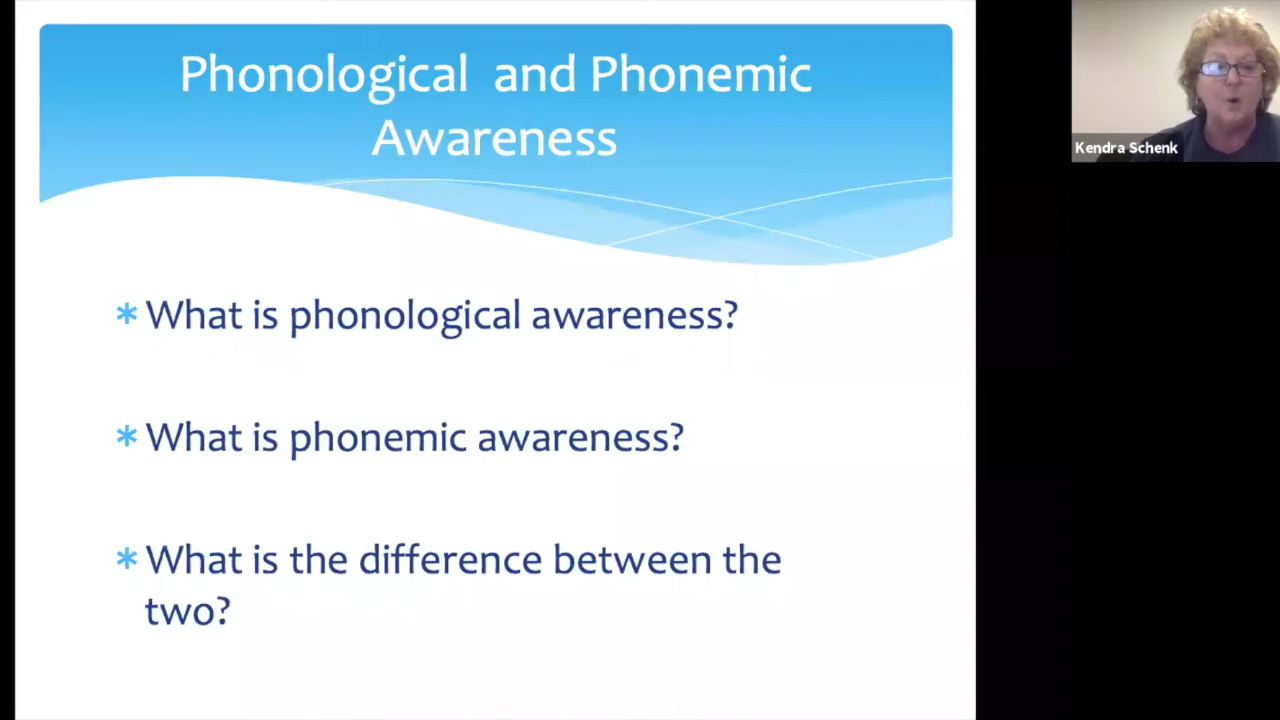 Phonological and Phonemic
Awareness
Kendra Schenk
* What is phonological awareness?
* What is phonemic awareness?
* What is the difference between the
two?